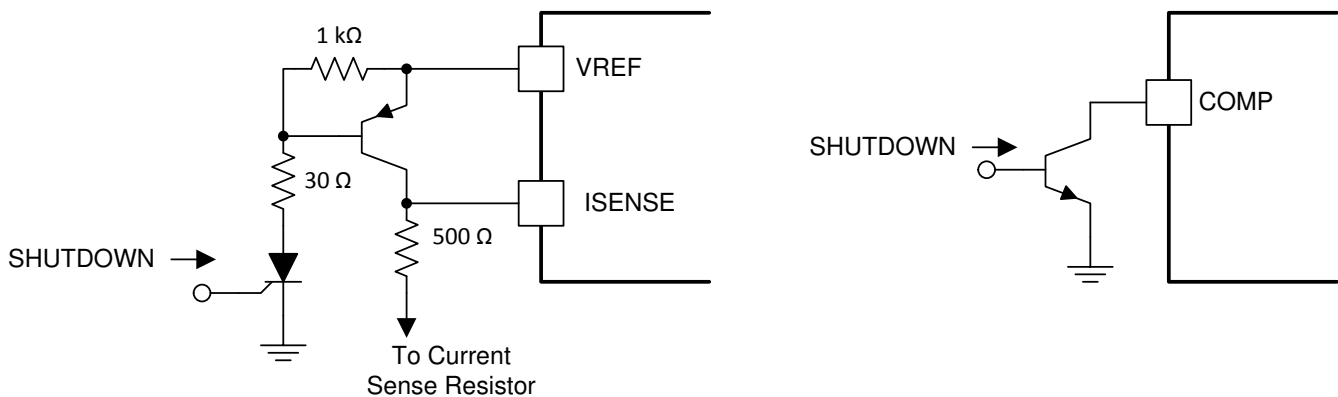 1 kΩ
VREF
30 Ω
ISENSE
500 Ω
SHUTDOWN
To Current
Sense Resistor
COMP
SHUTDOWN